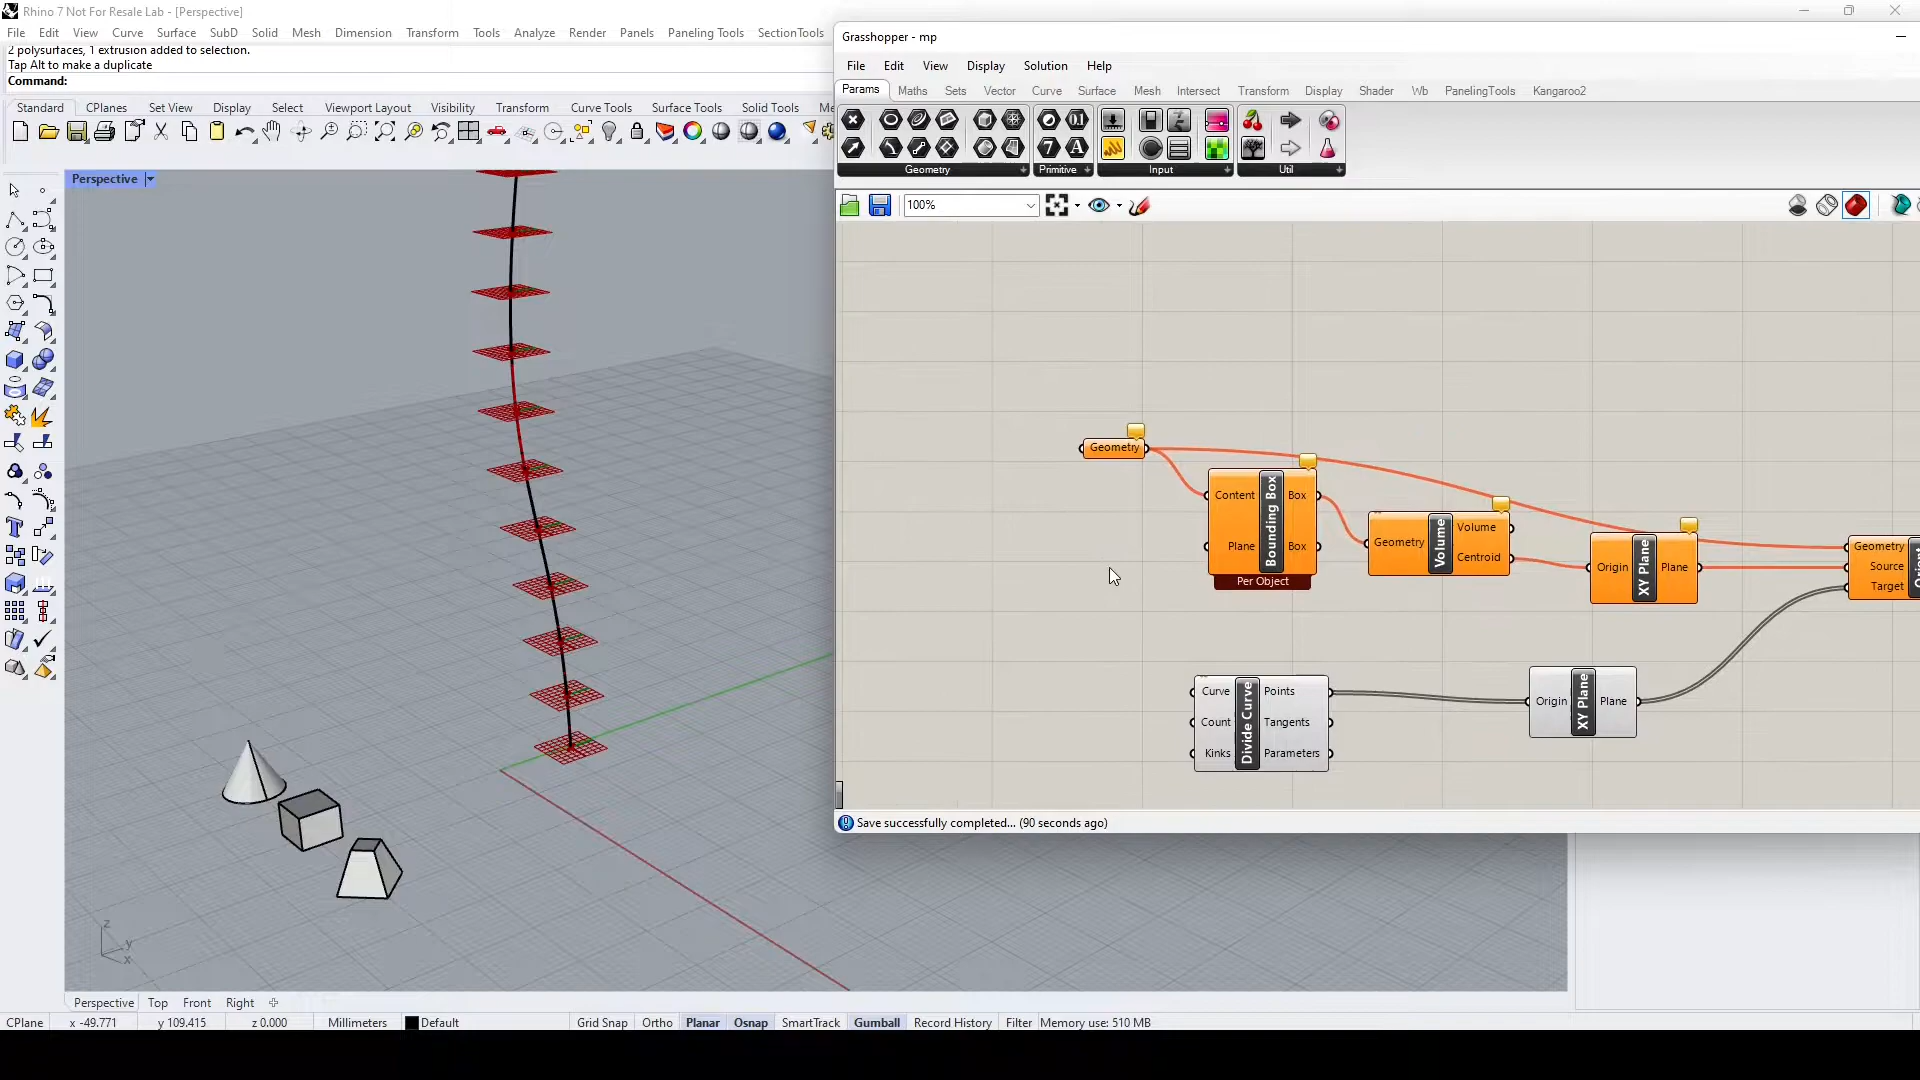 Rhino 7 Not For Resale Lab - [Perspective]
File Edit View Curve Surface SubD Solid Mesh Dimension Transform Tools Analyze Render Panels Paneling Tools SectionTools
2 polysurfaces, 1 extrusion added to selection.
Tap Alt to make a duplicate
Command:
Standard CPlanes Set View Display Select Viewport Layout Visibility Transform Curve Tools Surface Tools Solid Tools Me
Perspective
Grasshopper - mp
File Edit View Display Solution Help
Params Maths Sets Vector Curve Surface Mesh Intersect Transform Display Shader Wb PanelingTools Kangaroo2
Geometry Primitive Input Util
100%
Geometry
Content Bounding Box Box
Plane Box
Per Object
Geometry Volume Volume
Centroid
Origin XY Plane Plane
Geometry
Source
Target
Curve Divide Curve Points
Count Tangents
Kinks Parameters
Origin XY Plane Plane
Save successfully completed... (90 seconds ago)
z
y
x
Perspective Top Front Right
CPlane x -49.771 y 109.415 z 0.000 Millimeters Default Grid Snap Ortho Planar Osnap SmartTrack Gumball Record History Filter Memory use: 510 MB